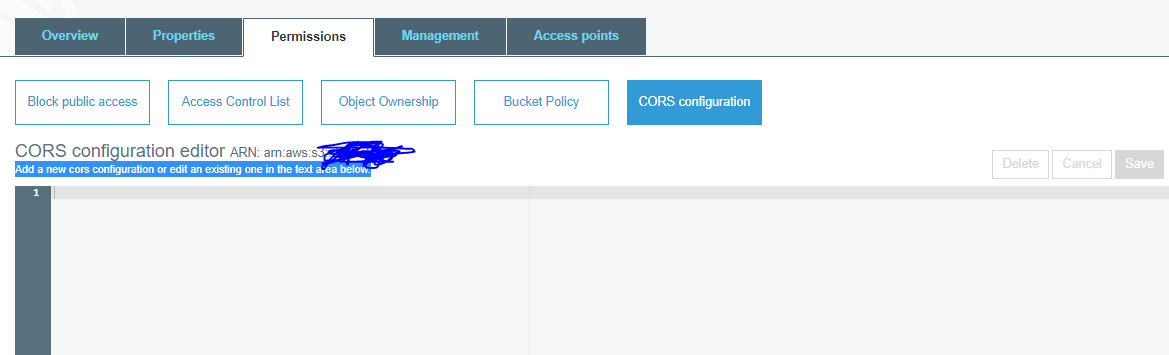 Overview Properties Permissions Management Access points
Block public access Access Control List Object Ownership Bucket Policy CORS configuration
CORS configuration editor ARN: arn:aws:s3:
Add a new cors configuration or edit an existing one in the text area below.
Delete Cancel Save
1